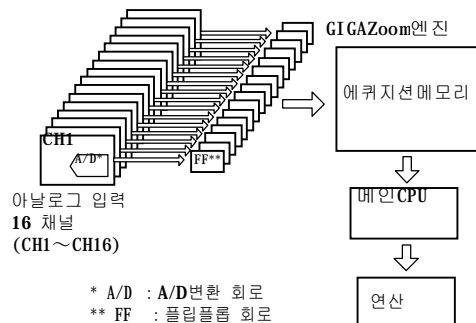 GIGAZoom엔진
에퀴지션메모리
CH1
A/D*
FF**
아날로그 입력
16 채널
(CH1～CH16)
메인CPU
연산
* A/D : A/D변환 회로
** FF : 플립플롭 회로